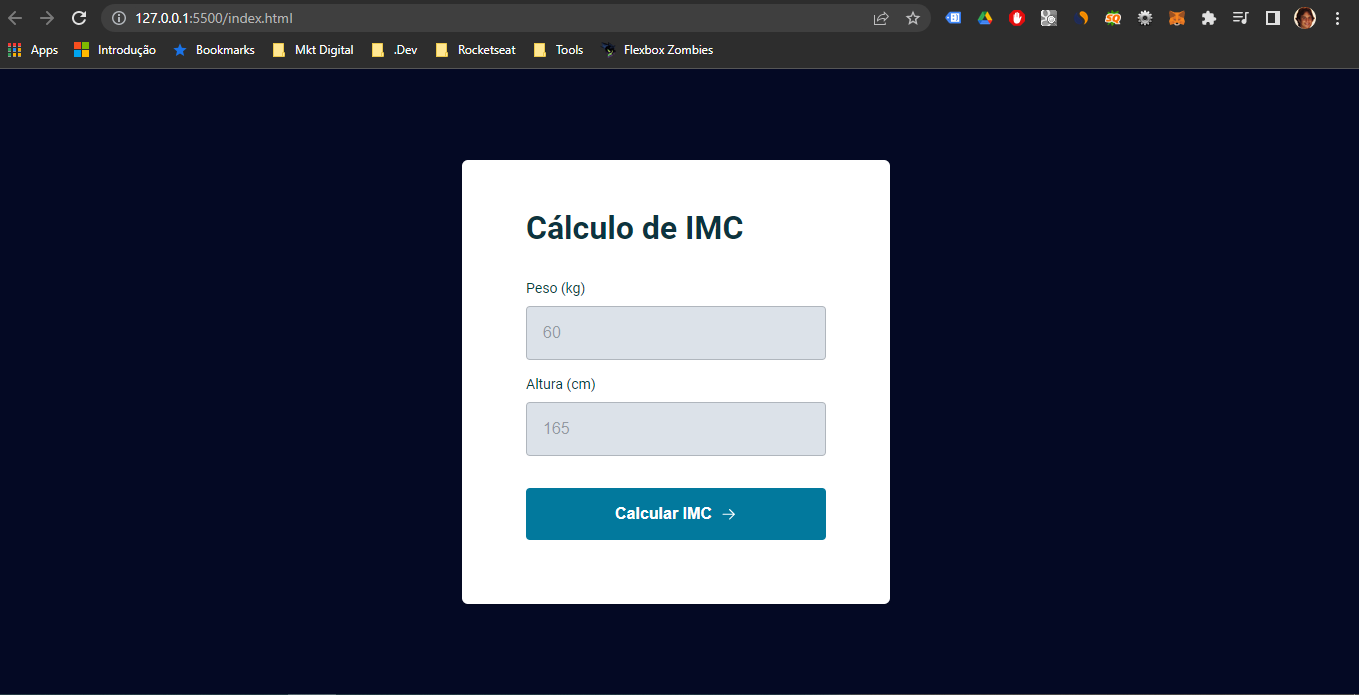 127.0.0.1:5500/index.html
Apps Introdução Bookmarks Mkt Digital .Dev Rocketseat Tools Flexbox Zombies
Cálculo de IMC
Peso (kg)
60
Altura (cm)
165
Calcular IMC →